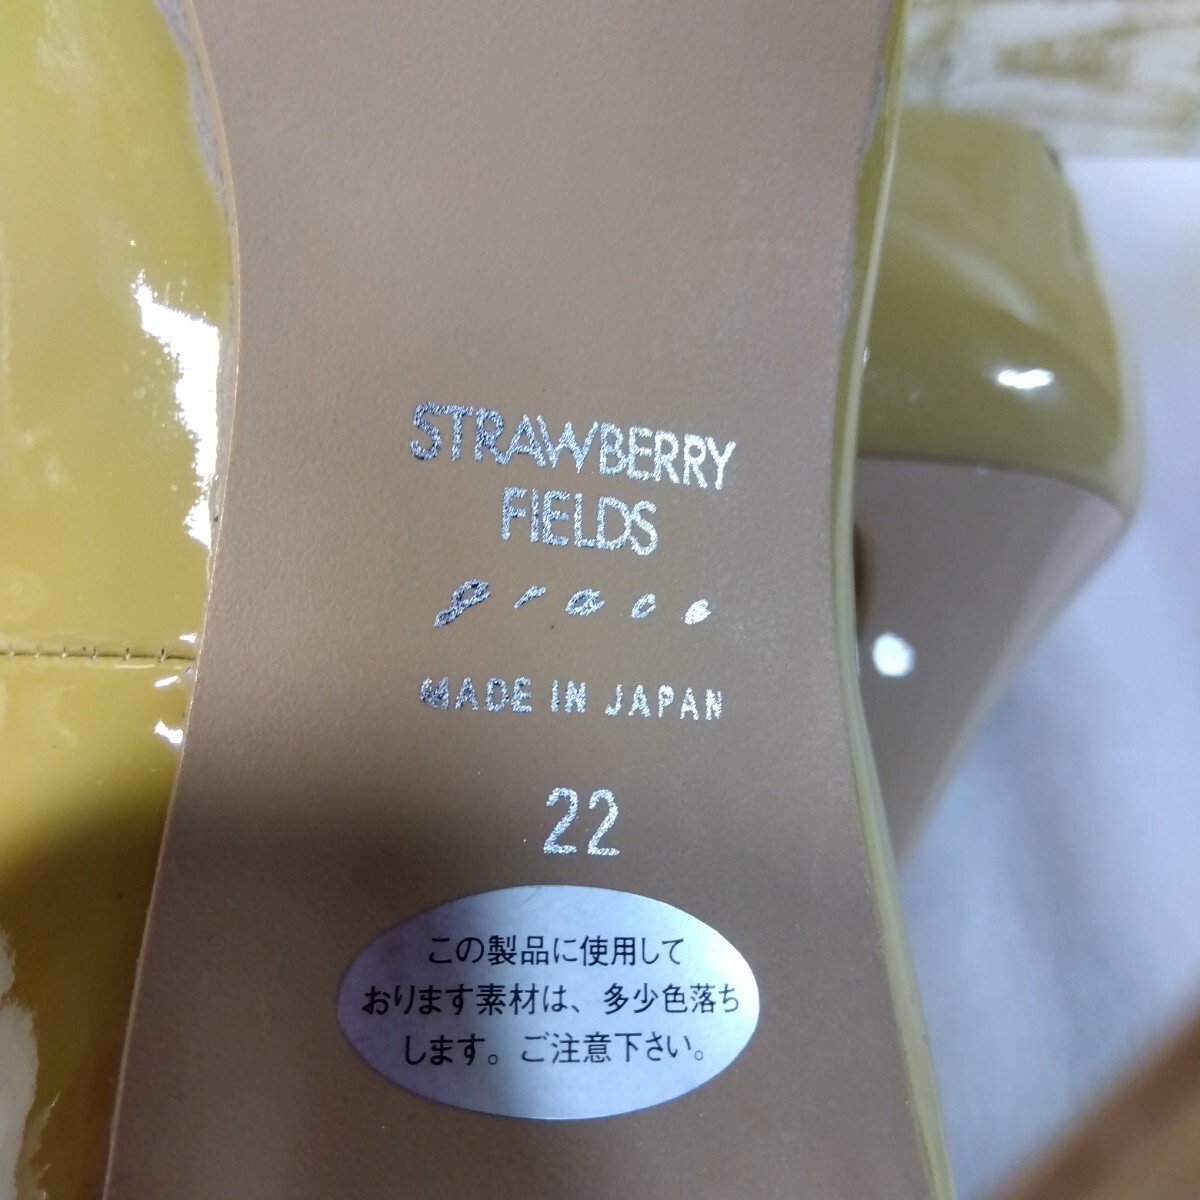 STRAWBERRY
FIELDS
grace
MADE IN JAPAN
22
この製品に使用して
おります素材は、多少色落ち
します。ご注意下さい。